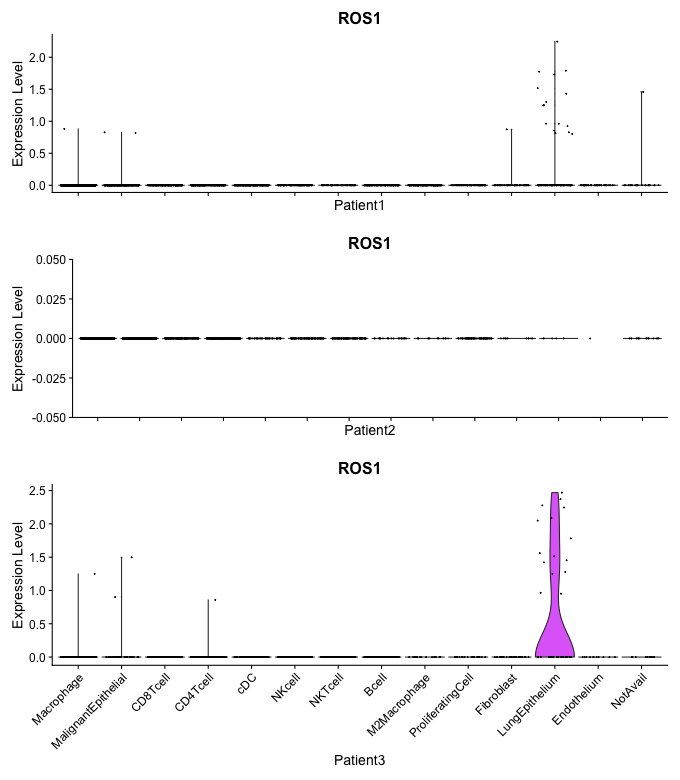 ROS1
Expression Level
2.0
1.5
1.0
0.5
0.0
Patient1
ROS1
Expression Level
0.050
0.025
0.000
-0.025
-0.050
Patient2
ROS1
Expression Level
2.5
2.0
1.5
1.0
0.5
0.0
Macrophage
MalignantEpithelial
CD8Tcell
CD4Tcell
cDC
NKcell
NKTcell
Bcell
M2Macrophage
ProliferatingCell
Fibroblast
LungEpithelium
Endothelium
NotAvail
Patient3